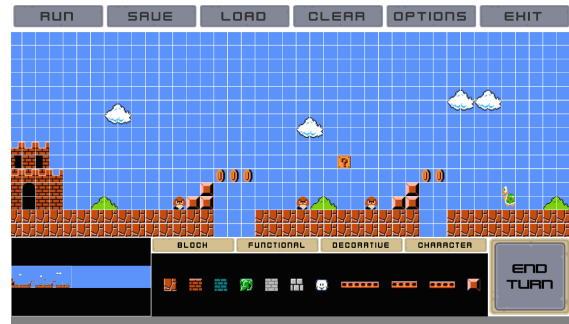 RUN
SAVE
LOAD
CLEAR
OPTIONS
EXIT
?
BLOCK
FUNCTIONAL
DECORATIVE
CHARACTER
END
TURN